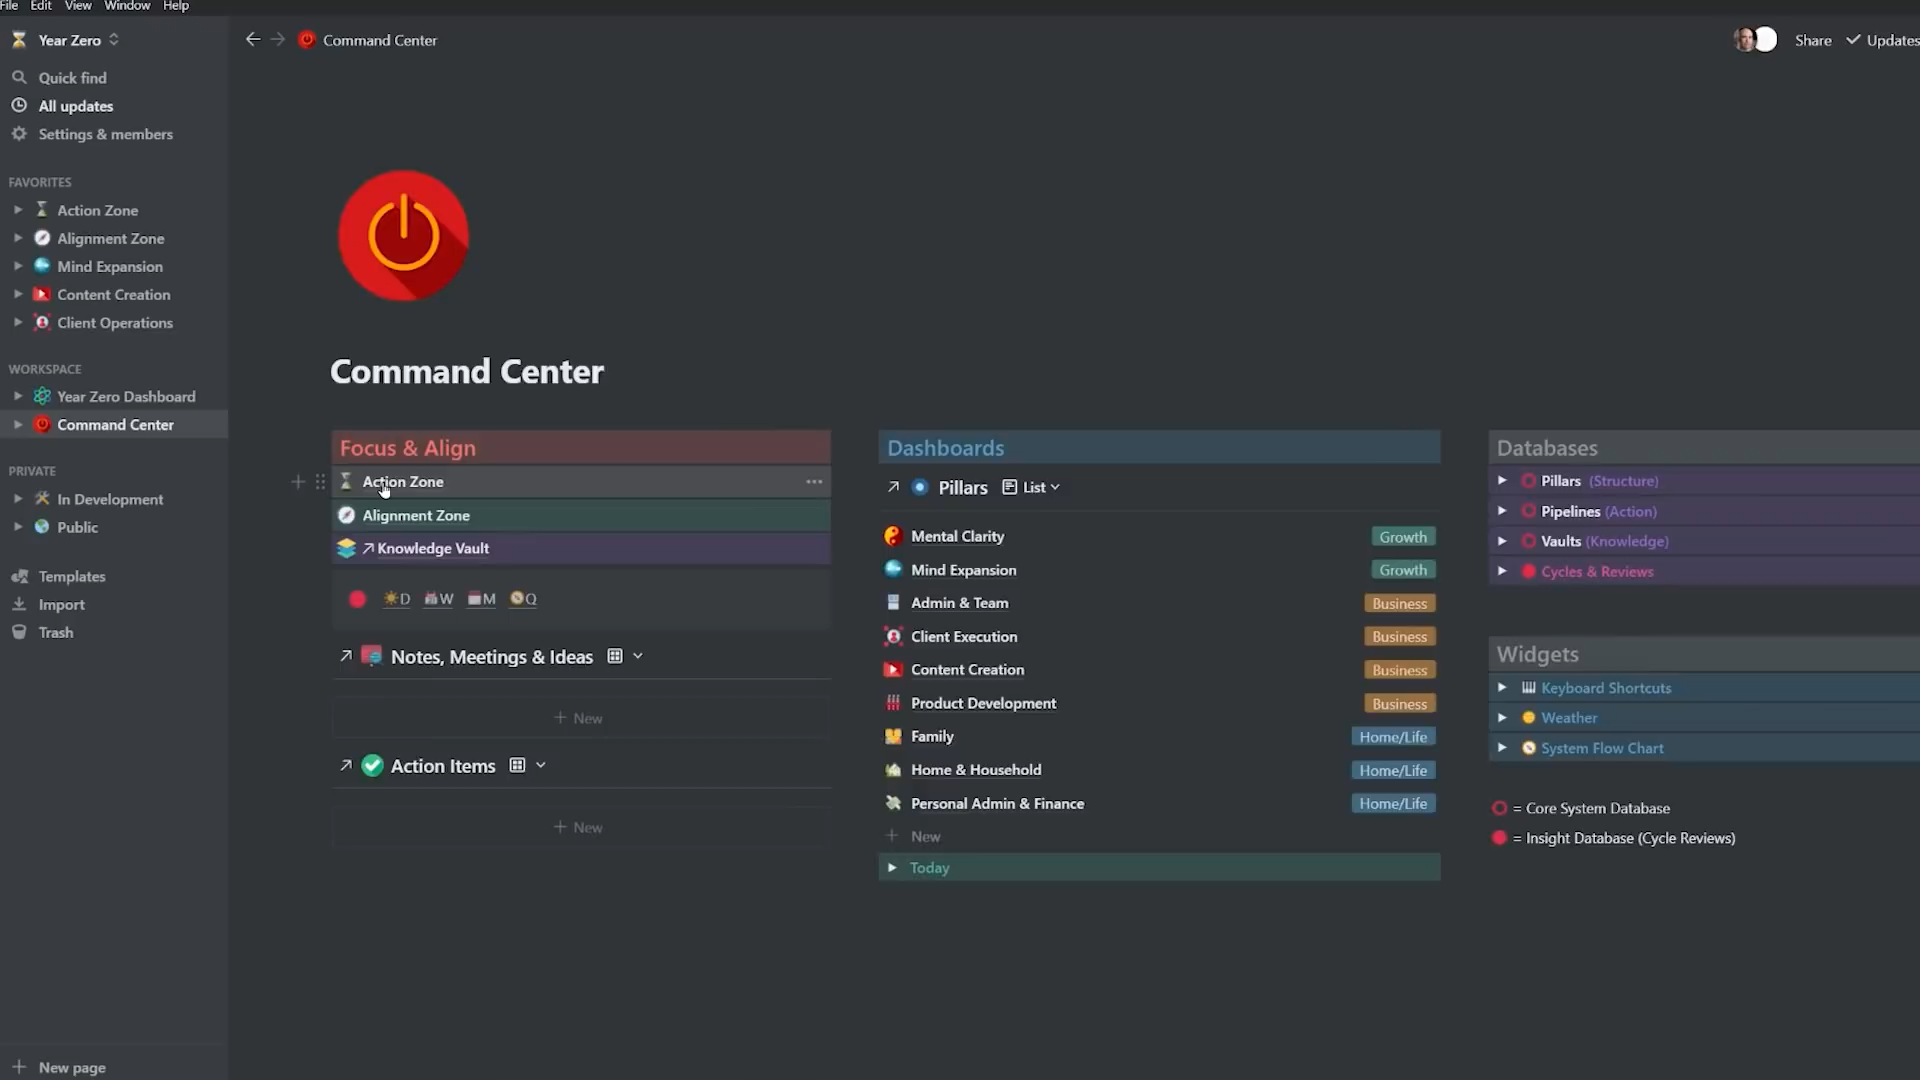 File Edit View Window Help
Year Zero
Quick find
All updates
Settings & members
FAVORITES
Action Zone
Alignment Zone
Mind Expansion
Content Creation
Client Operations
WORKSPACE
Year Zero Dashboard
Command Center
PRIVATE
In Development
Public
Templates
Import
Trash
New page
Command Center
Share Updates
Command Center
Focus & Align
Action Zone
Alignment Zone
Knowledge Vault
D W M Q
Notes, Meetings & Ideas
New
Action Items
New
Dashboards
Pillars List
Mental Clarity Growth
Mind Expansion Growth
Admin & Team Business
Client Execution Business
Content Creation Business
Product Development Business
Family Home/Life
Home & Household Home/Life
Personal Admin & Finance Home/Life
New
Today
Databases
Pillars (Structure)
Pipelines (Action)
Vaults (Knowledge)
Cycles & Reviews
Widgets
Keyboard Shortcuts
Weather
System Flow Chart
= Core System Database
= Insight Database (Cycle Reviews)